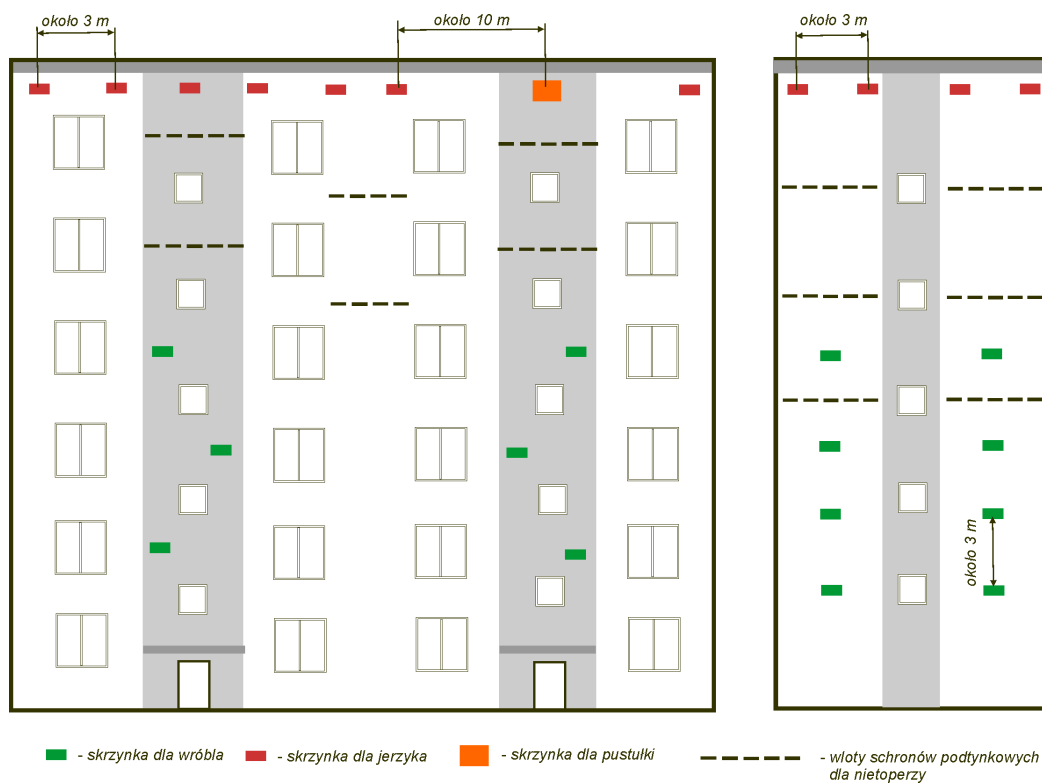 około 3 m
około 10 m
około 3 m
około 3 m
- skrzynka dla wróbla
- skrzynka dla jerzyka
- skrzynka dla pustułki
- wloty schronów podtynkowych
dla nietoperzy